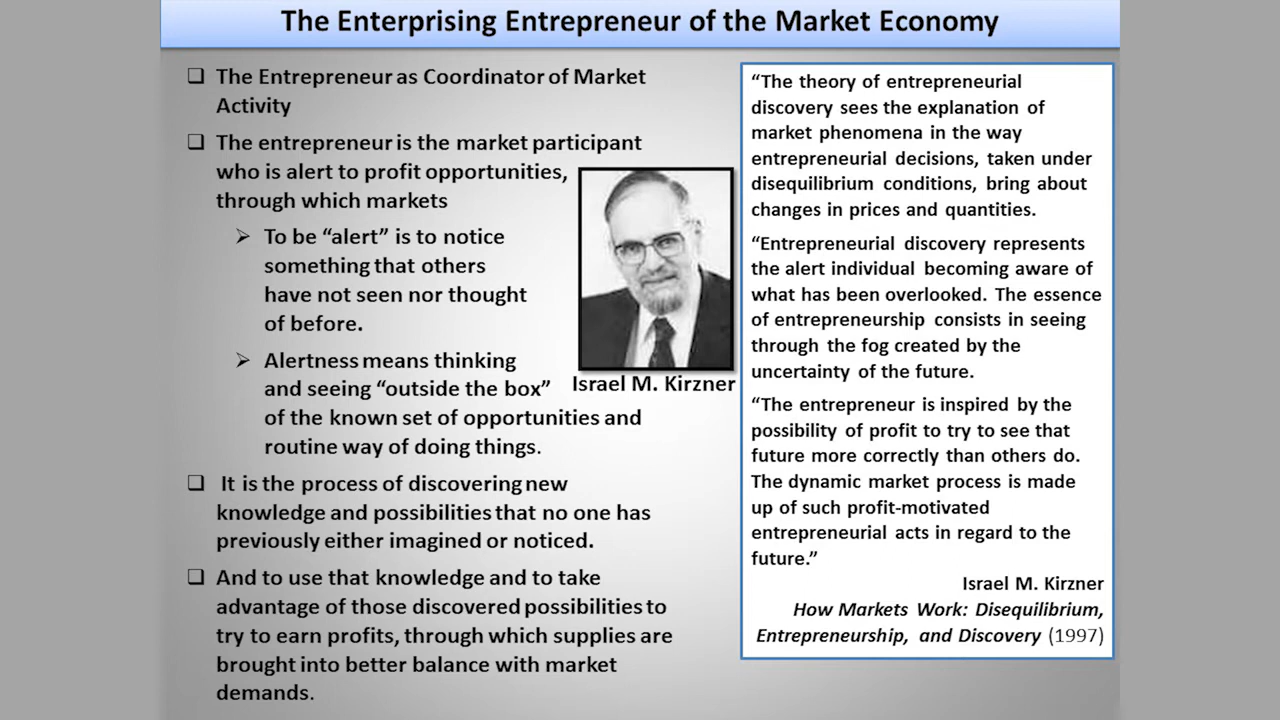 The Enterprising Entrepreneur of the Market Economy
❑ The Entrepreneur as Coordinator of Market
Activity
❑ The entrepreneur is the market participant
who is alert to profit opportunities,
through which markets
➢ To be “alert” is to notice
something that others
have not seen nor thought
of before.
➢ Alertness means thinking
and seeing “outside the box”
of the known set of opportunities and
routine way of doing things.
❑ It is the process of discovering new
knowledge and possibilities that no one has
previously either imagined or noticed.
❑ And to use that knowledge and to take
advantage of those discovered possibilities to
try to earn profits, through which supplies are
brought into better balance with market
demands.
Israel M. Kirzner
“The theory of entrepreneurial
discovery sees the explanation of
market phenomena in the way
entrepreneurial decisions, taken under
disequilibrium conditions, bring about
changes in prices and quantities.
“Entrepreneurial discovery represents
the alert individual becoming aware of
what has been overlooked. The essence
of entrepreneurship consists in seeing
through the fog created by the
uncertainty of the future.
“The entrepreneur is inspired by the
possibility of profit to try to see that
future more correctly than others do.
The dynamic market process is made
up of such profit-motivated
entrepreneurial acts in regard to the
future.”
Israel M. Kirzner
How Markets Work: Disequilibrium,
Entrepreneurship, and Discovery (1997)